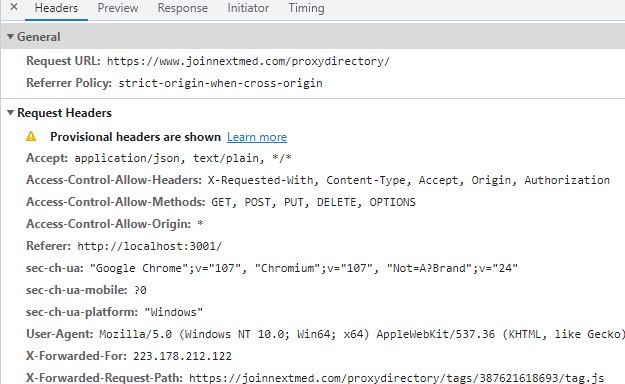 × Headers Preview Response Initiator Timing
▼ General
Request URL: https://www.joinnextmed.com/proxydirectory/
Referrer Policy: strict-origin-when-cross-origin
▼ Request Headers
Provisional headers are shown Learn more
Accept: application/json, text/plain, */*
Access-Control-Allow-Headers: X-Requested-With, Content-Type, Accept, Origin, Authorization
Access-Control-Allow-Methods: GET, POST, PUT, DELETE, OPTIONS
Access-Control-Allow-Origin: *
Referer: http://localhost:3001/
sec-ch-ua: "Google Chrome";v="107", "Chromium";v="107", "Not=A?Brand";v="24"
sec-ch-ua-mobile: ?0
sec-ch-ua-platform: "Windows"
User-Agent: Mozilla/5.0 (Windows NT 10.0; Win64; x64) AppleWebKit/537.36 (KHTML, like Gecko)
X-Forwarded-For: 223.178.212.122
X-Forwarded-Request-Path: https://joinnextmed.com/proxydirectory/tags/387621618693/tag.js